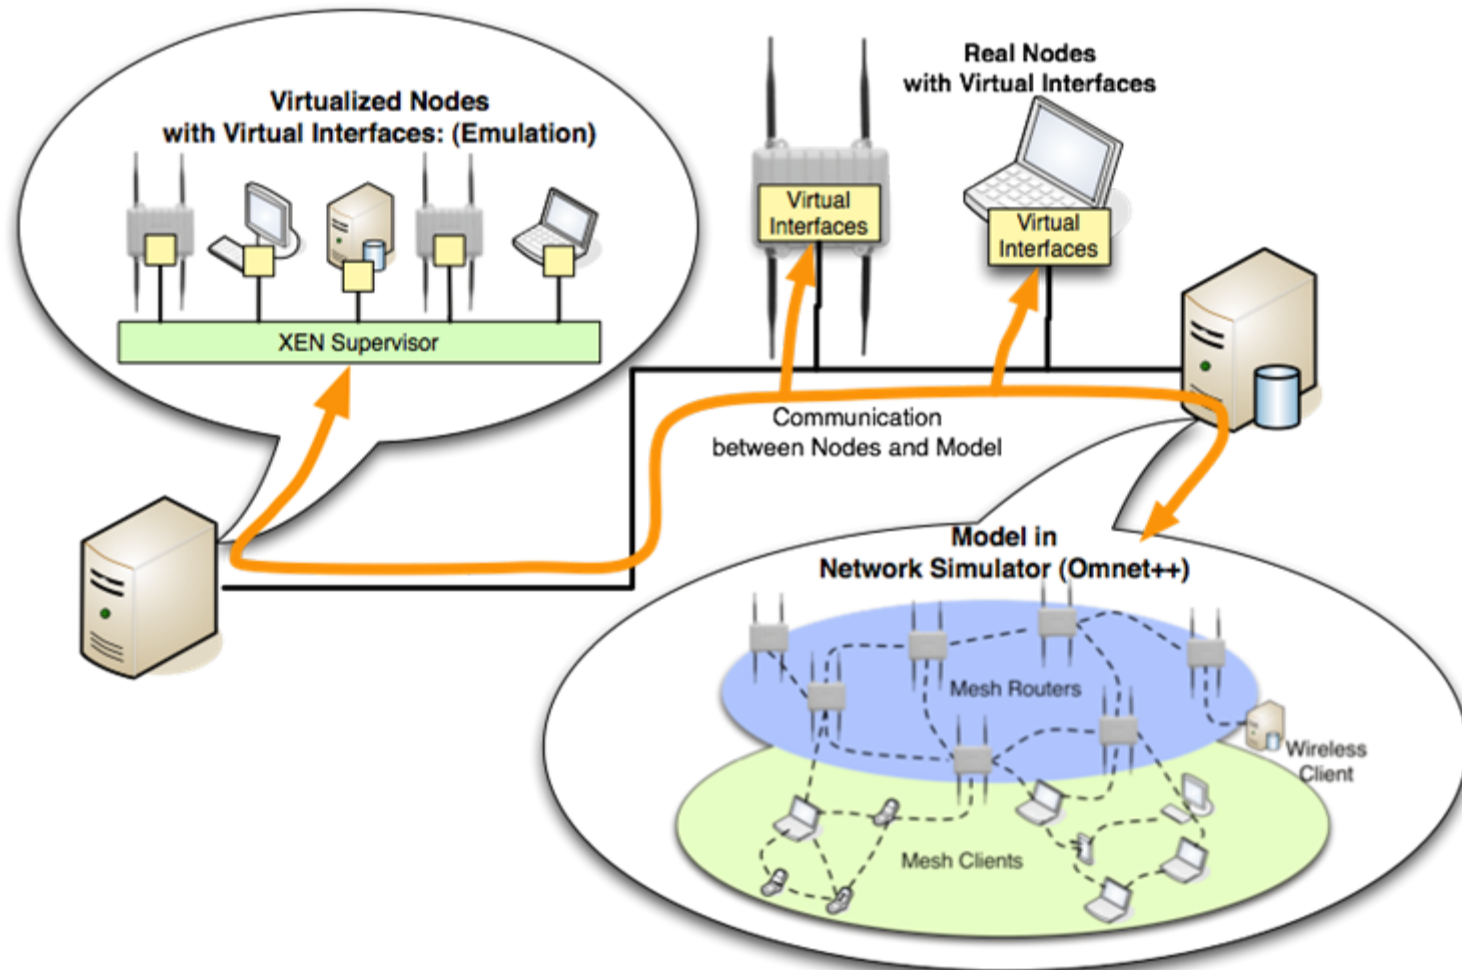 Virtualized Nodes
with Virtual Interfaces: (Emulation)
XEN Supervisor
Real Nodes
with Virtual Interfaces
Virtual
Interfaces
Virtual
Interfaces
Communication
between Nodes and Model
Model in
Network Simulator (Omnet++)
Mesh Routers
Wireless
Client
Mesh Clients